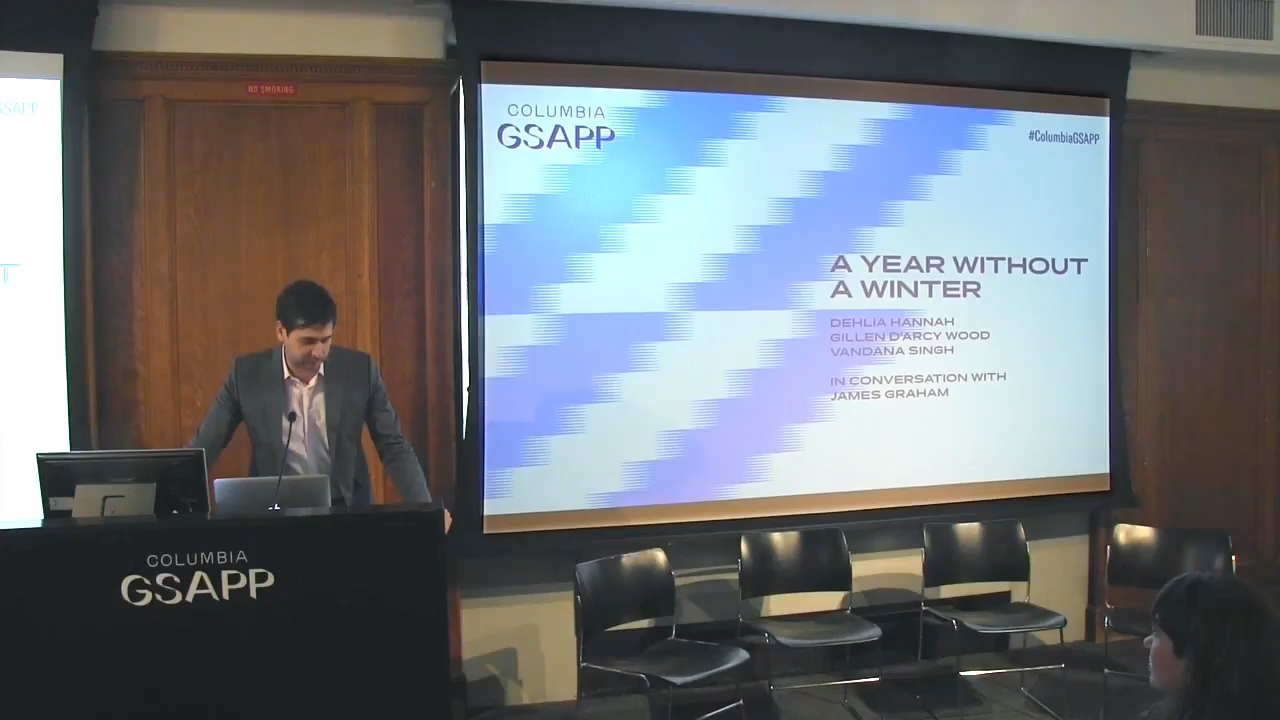 GSAPP
NO SMOKING
COLUMBIA
GSAPP
#ColumbiaGSAPP
A YEAR WITHOUT
A WINTER
DEHLIA HANNAH
GILLEN D'ARCY WOOD
VANDANA SINGH
IN CONVERSATION WITH
JAMES GRAHAM
COLUMBIA
GSAPP